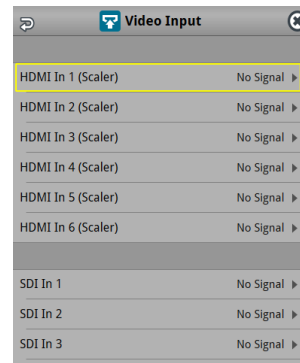 Video Input
HDMI In 1 (Scaler) No Signal
HDMI In 2 (Scaler) No Signal
HDMI In 3 (Scaler) No Signal
HDMI In 4 (Scaler) No Signal
HDMI In 5 (Scaler) No Signal
HDMI In 6 (Scaler) No Signal
SDI In 1 No Signal
SDI In 2 No Signal
SDI In 3 No Signal